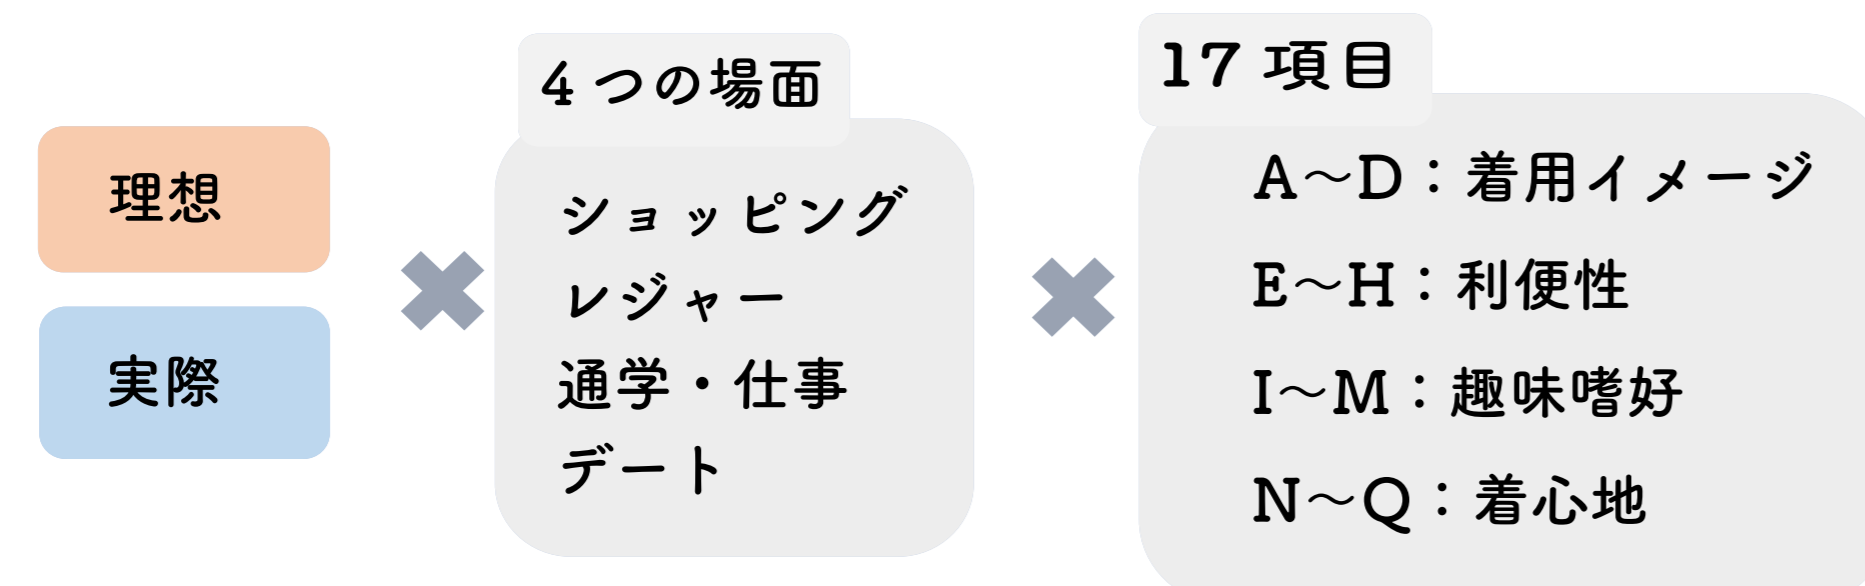 理想
実際
4つの場面
ショッピング
レジャー
通学・仕事
デート
17項目
A～D：着用イメージ
E～H：利便性
I～M：趣味嗜好
N～Q：着心地